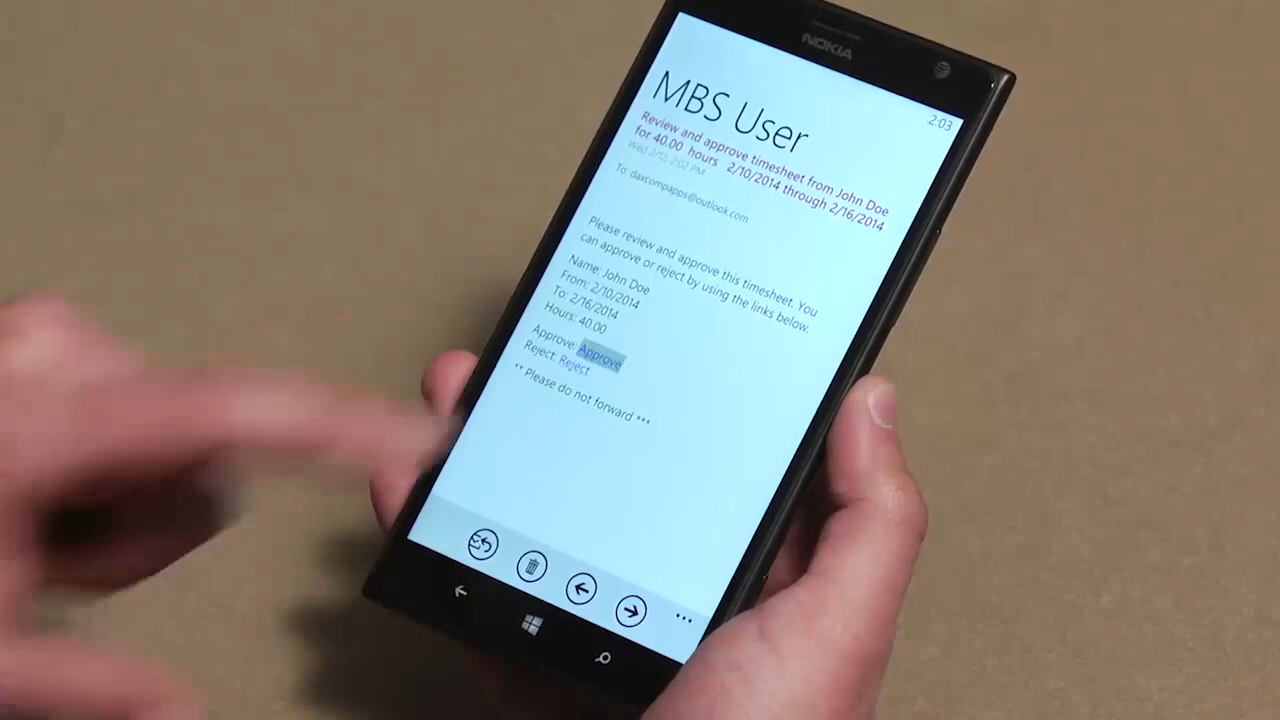 NOKIA
2:03
MBS User
Review and approve timesheet from John Doe
for 40.00 hours 2/10/2014 through 2/16/2014
Wed 2/12, 2:02 PM
To: daxcompapps@outlook.com
Please review and approve this timesheet. You
can approve or reject by using the links below.
Name: John Doe
From: 2/10/2014
To: 2/16/2014
Hours: 40.00
Approve: Approve
Reject: Reject
** Please do not forward ***